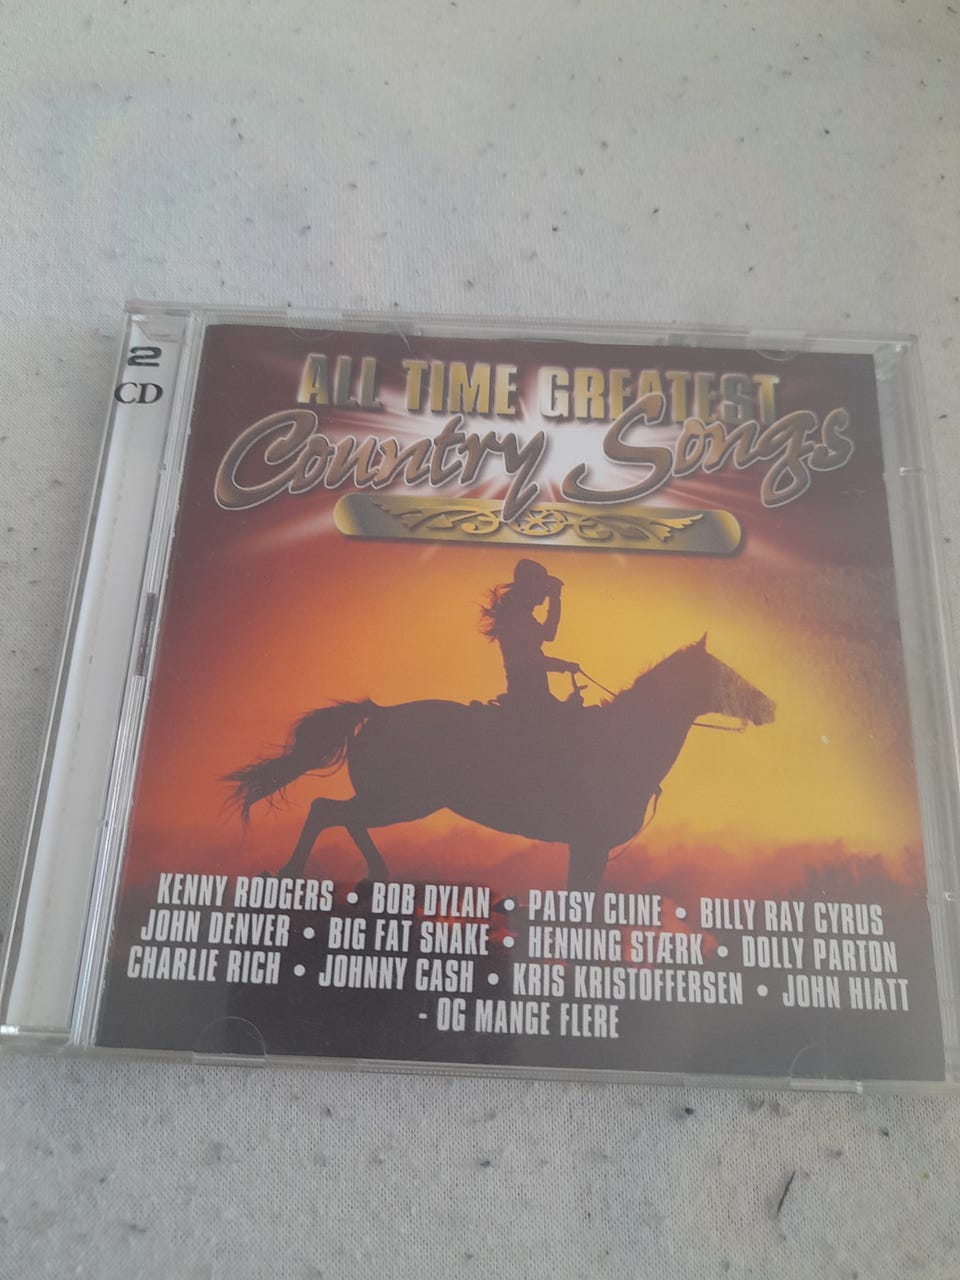 2
CD
ALL TIME GREATEST
Country Songs
KENNY RODGERS • BOB DYLAN • PATSY CLINE • BILLY RAY CYRUS
JOHN DENVER • BIG FAT SNAKE • HENNING STÆRK • DOLLY PARTON
CHARLIE RICH • JOHNNY CASH • KRIS KRISTOFFERSEN • JOHN HIATT
- OG MANGE FLERE